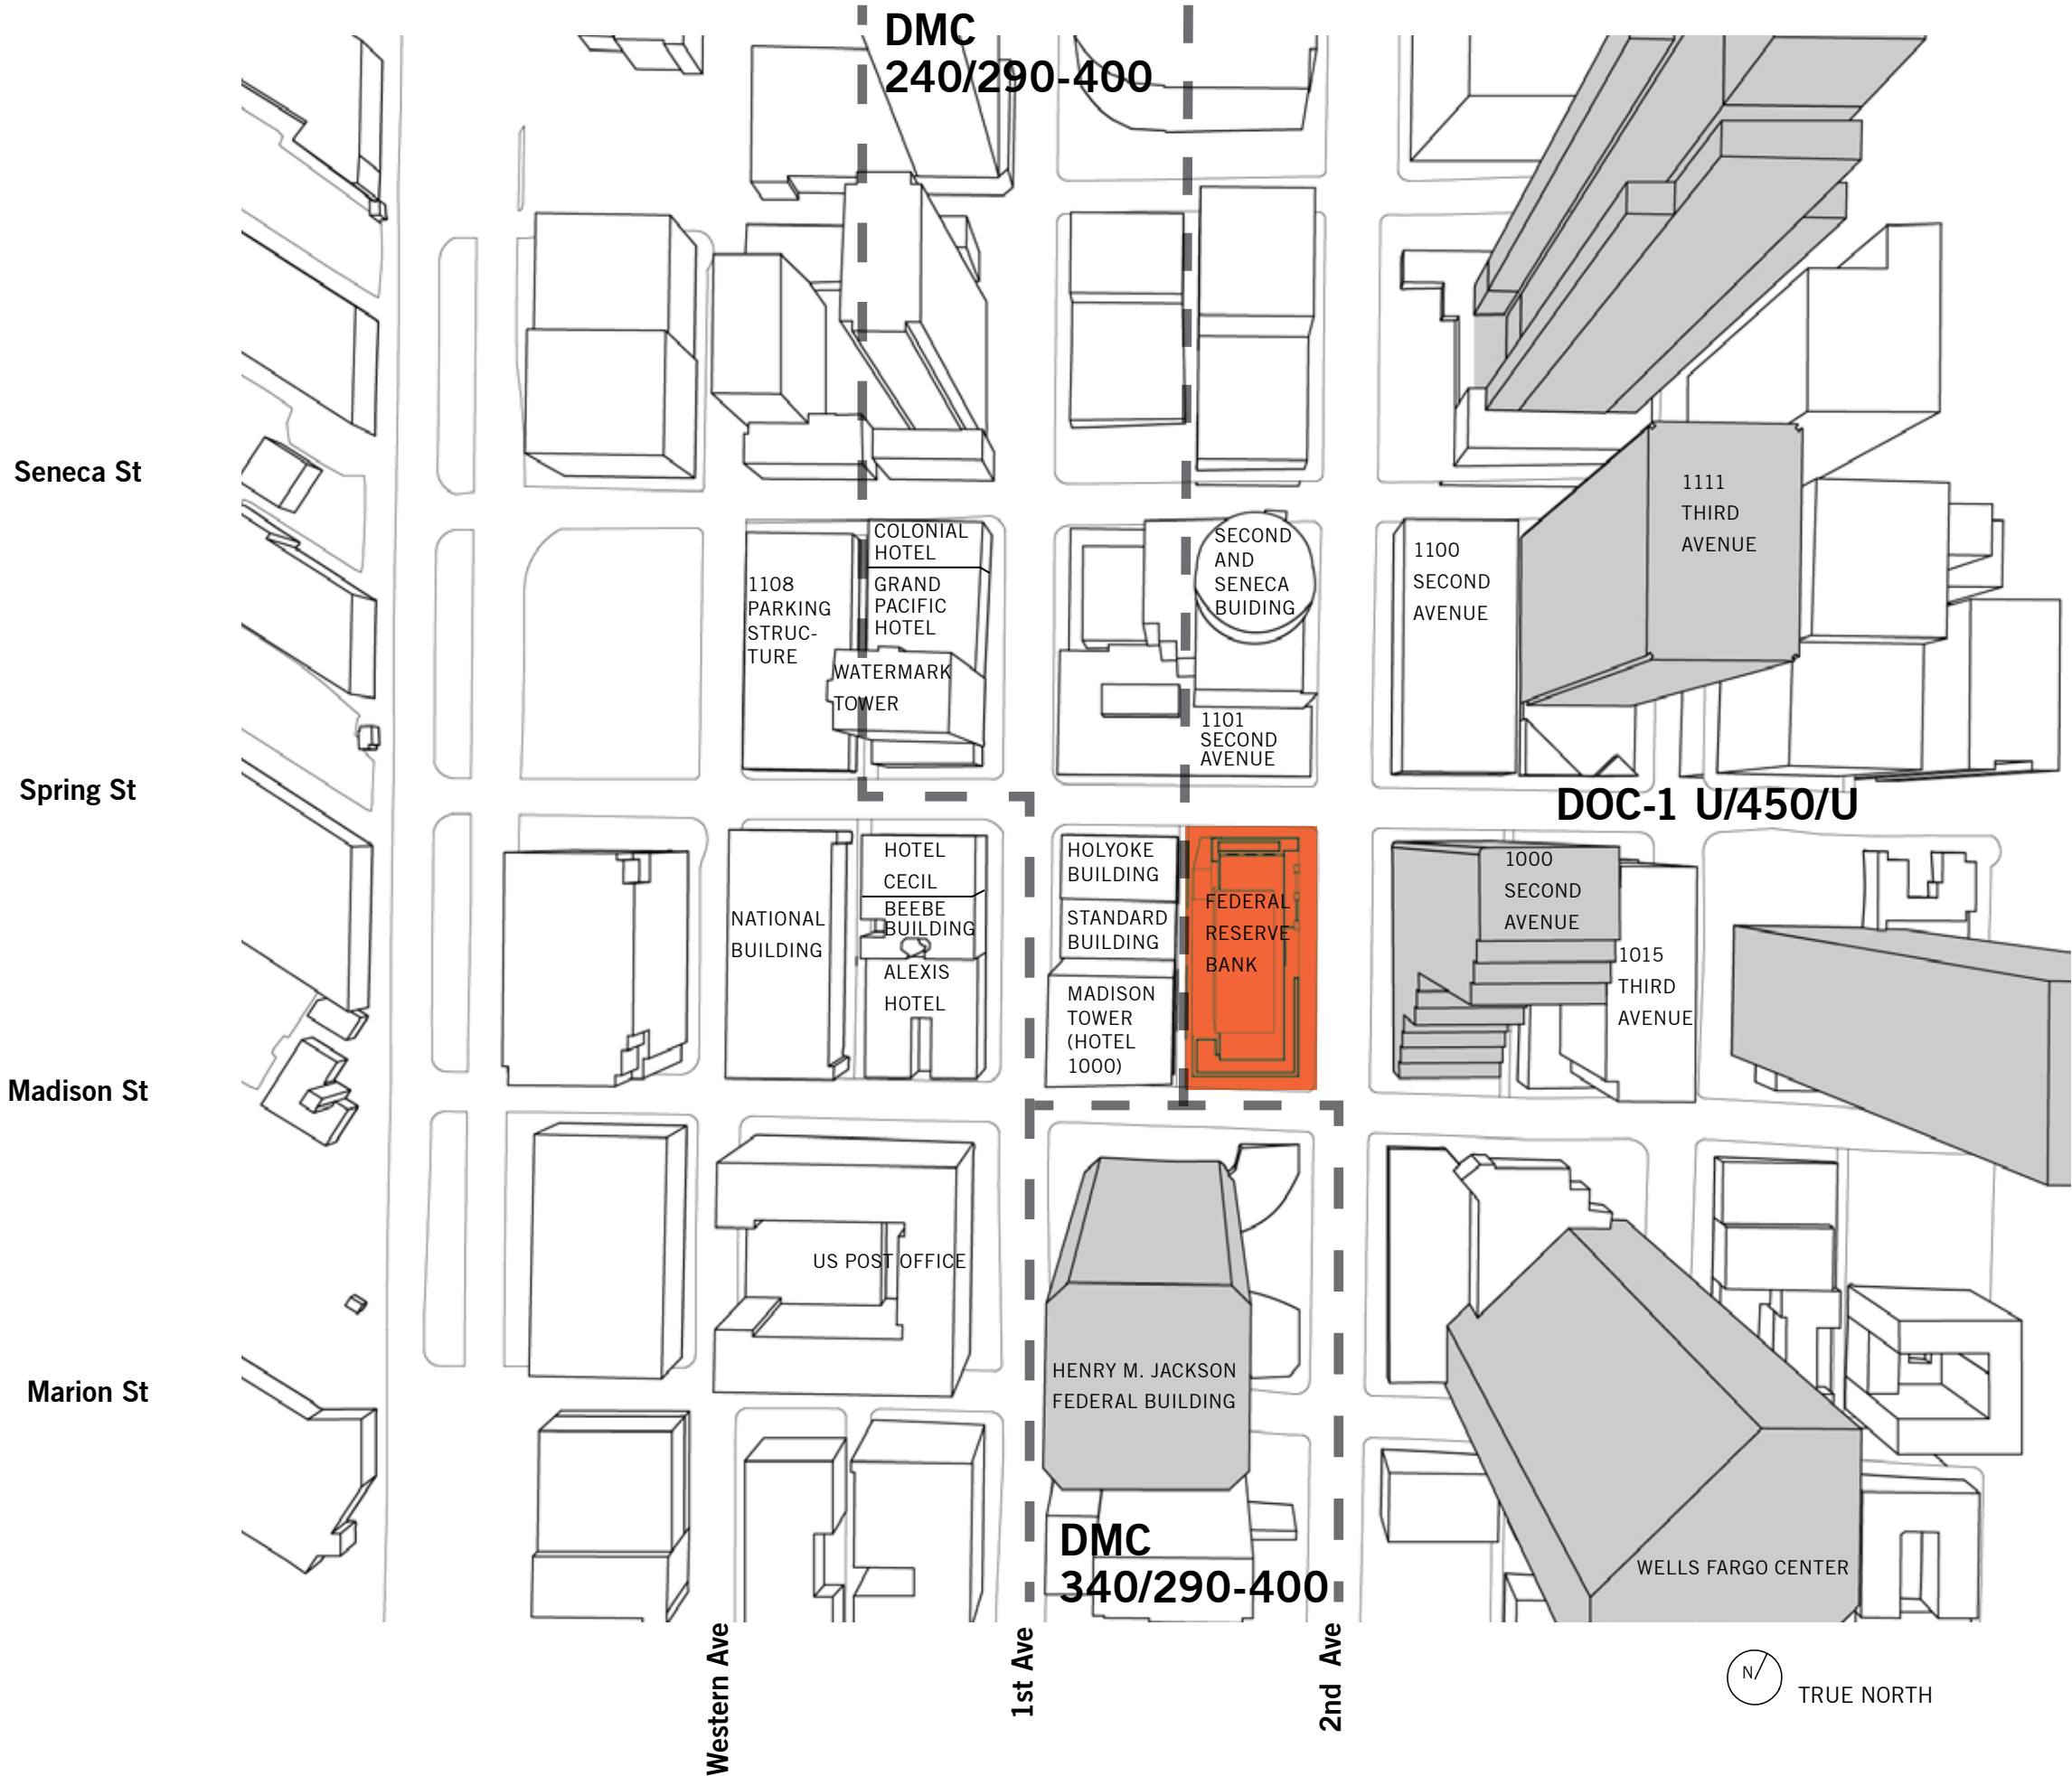 DMC
240/290-400
Seneca St
COLONIAL
HOTEL
GRAND
PACIFIC
HOTEL
1108
PARKING
STRUC-
TURE
WATERMARK
TOWER
SECOND
AND
SENECA
BUIDING
1101
SECOND
AVENUE
1100
SECOND
AVENUE
1111
THIRD
AVENUE
Spring St
DOC-1 U/450/U
NATIONAL
BUILDING
HOTEL
CECIL
BEEBE
BUILDING
ALEXIS
HOTEL
HOLYOKE
BUILDING
STANDARD
BUILDING
MADISON
TOWER
(HOTEL
1000)
FEDERAL
RESERVE
BANK
1000
SECOND
AVENUE
1015
THIRD
AVENUE
Madison St
US POST OFFICE
HENRY M. JACKSON
FEDERAL BUILDING
Marion St
DMC
340/290-400
WELLS FARGO CENTER
Western Ave
1st Ave
2nd Ave
N
TRUE NORTH